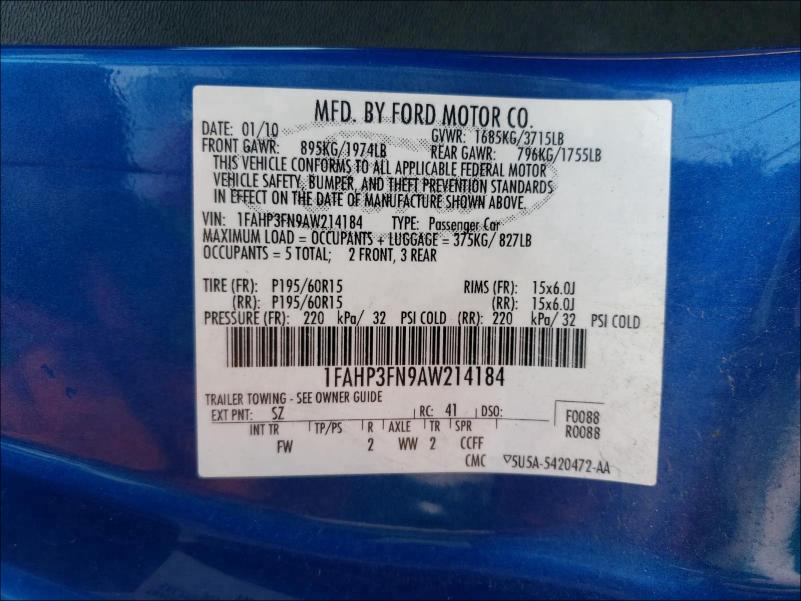 MFD. BY FORD MOTOR CO.
DATE: 01/10 GVWR: 1685KG/3715LB
FRONT GAWR: 895KG/1974LB REAR GAWR: 796KG/1755LB
THIS VEHICLE CONFORMS TO ALL APPLICABLE FEDERAL MOTOR
VEHICLE SAFETY, BUMPER, AND THEFT PREVENTION STANDARDS
IN EFFECT ON THE DATE OF MANUFACTURE SHOWN ABOVE.
VIN: 1FAHP3FN9AW214184 TYPE: Passenger Car
MAXIMUM LOAD = OCCUPANTS + LUGGAGE = 375KG/ 827LB
OCCUPANTS = 5 TOTAL; 2 FRONT, 3 REAR
TIRE (FR): P195/60R15 RIMS (FR): 15x6.0J
(RR): P195/60R15 (RR): 15x6.0J
PRESSURE (FR): 220 kPa/ 32 PSI COLD (RR): 220 kPa/ 32 PSI COLD
1FAHP3FN9AW214184
TRAILER TOWING - SEE OWNER GUIDE
EXT PNT: SZ RC: 41 DSO: F0088
R0088
INT TR TP/PS R AXLE TR SPR
FW 2 WW 2 CCFF
CMC 5U5A-5420472-AA